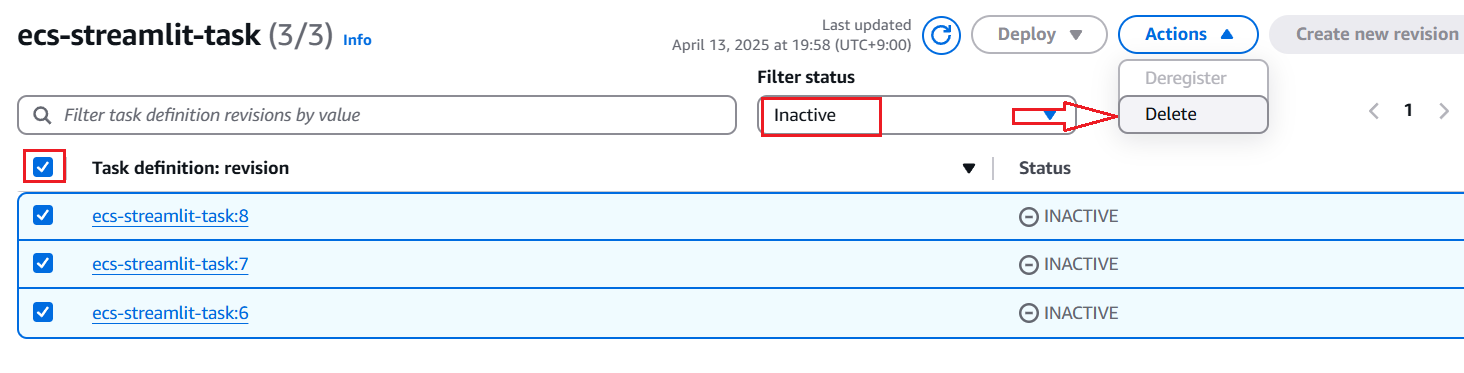 ecs-streamlit-task (3/3) Info
Last updated
April 13, 2025 at 19:58 (UTC+9:00)
Deploy
Actions
Create new revision
Deregister
Delete
Filter status
Filter task definition revisions by value
Inactive
1
Task definition: revision
Status
ecs-streamlit-task:8 INACTIVE
ecs-streamlit-task:7 INACTIVE
ecs-streamlit-task:6 INACTIVE